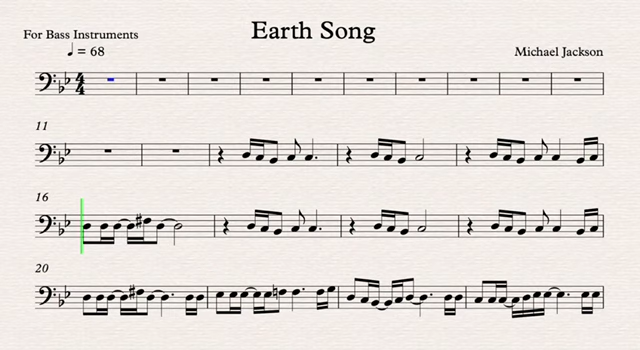 Earth Song
For Bass Instruments
♩ = 68
Michael Jackson
11
16
20